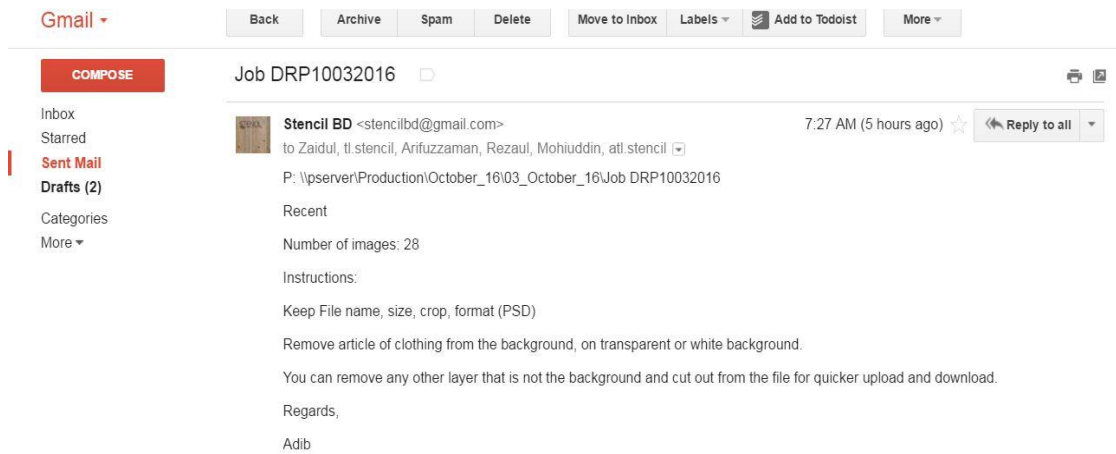 Gmail
Back Archive Spam Delete Move to Inbox Labels Add to Todoist More
COMPOSE
Job DRP10032016
Inbox
Starred
Sent Mail
Drafts (2)
Categories
More
Stencil BD <stencilbd@gmail.com> 7:27 AM (5 hours ago) Reply to all
to Zaidul, tl.stencil, Arifuzzaman, Rezaul, Mohiuddin, atl.stencil
P: \\pserver\Production\October_16\03_October_16\Job DRP10032016
Recent
Number of images: 28
Instructions:
Keep File name, size, crop, format (PSD)
Remove article of clothing from the background, on transparent or white background.
You can remove any other layer that is not the background and cut out from the file for quicker upload and download.
Regards,
Adib